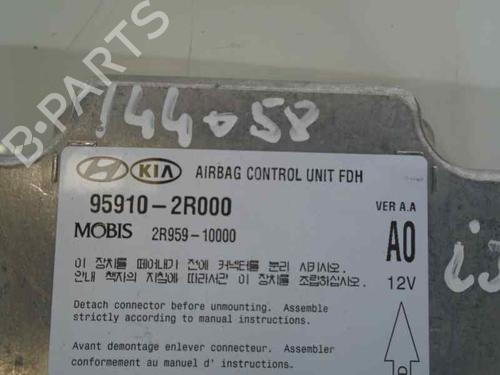 B-PARTS
144058
HYUNDAI KIA AIRBAG CONTROL UNIT FDH
95910-2R000
VER A.A
MOBIS 2R959-10000
A0
이 장치를 떼어내기 전에 커넥터를 분리 시키시오.
안내 책자의 지침에 따라서만 이 장치를 조립하십시오.
12V
Detach connector before unmounting. Assemble
strictly according to manual instructions.
Avant demontage enlever connecteur. Assembler
conformement au manuel d' instructions.